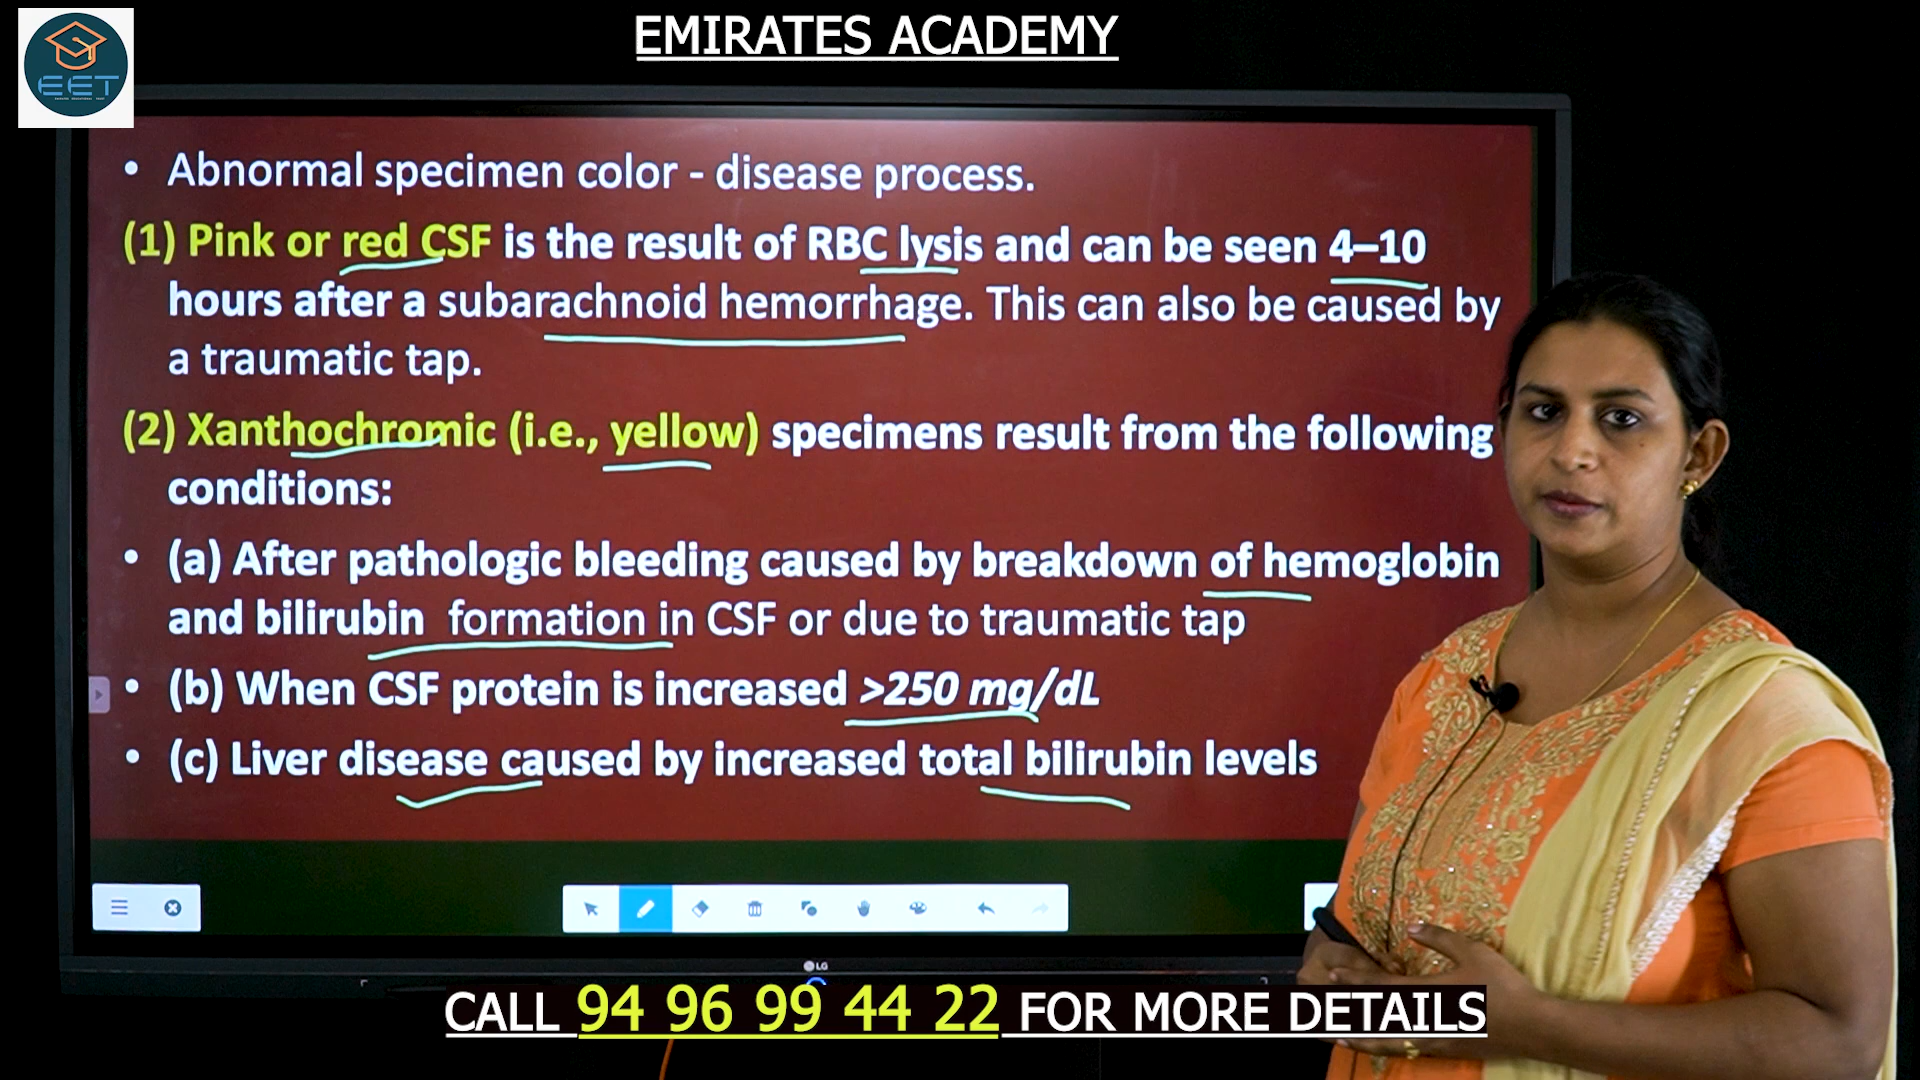 EMIRATES ACADEMY
EET
• Abnormal specimen color - disease process.
(1) Pink or red CSF is the result of RBC lysis and can be seen 4–10
hours after a subarachnoid hemorrhage. This can also be caused by
a traumatic tap.
(2) Xanthochromic (i.e., yellow) specimens result from the following
conditions:
• (a) After pathologic bleeding caused by breakdown of hemoglobin
and bilirubin formation in CSF or due to traumatic tap
• (b) When CSF protein is increased >250 mg/dL
• (c) Liver disease caused by increased total bilirubin levels
LG
CALL 94 96 99 44 22 FOR MORE DETAILS